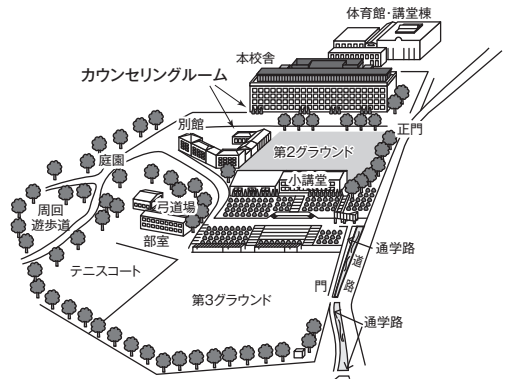 体育館・講堂棟
本校舎
カウンセリングルーム
別館
正門
第2グラウンド
庭園
小講堂
弓道場
周回
遊歩道
部室
通学路
道路
テニスコート
門
第3グラウンド
通学路